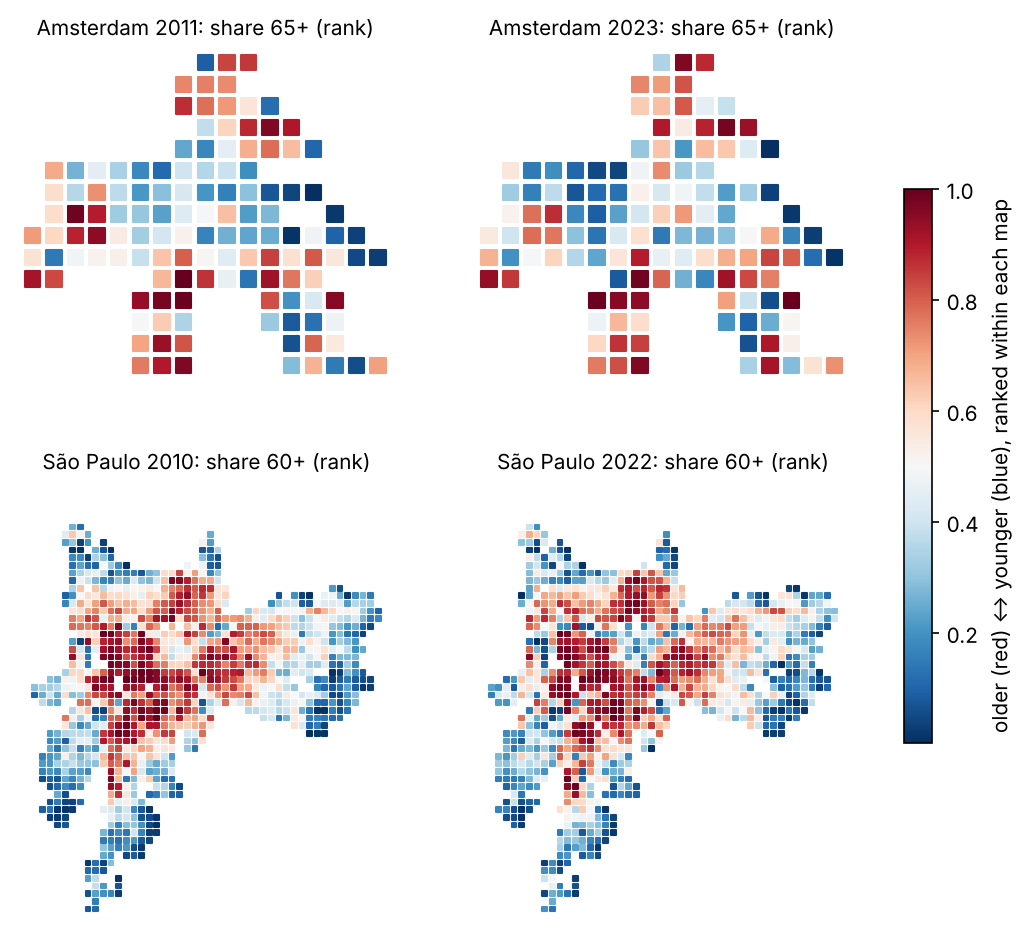 Amsterdam 2011: share 65+ (rank)
Amsterdam 2023: share 65+ (rank)
São Paulo 2010: share 60+ (rank)
São Paulo 2022: share 60+ (rank)
1.0
0.8
0.6
0.4
0.2
older (red) ↔ younger (blue), ranked within each map